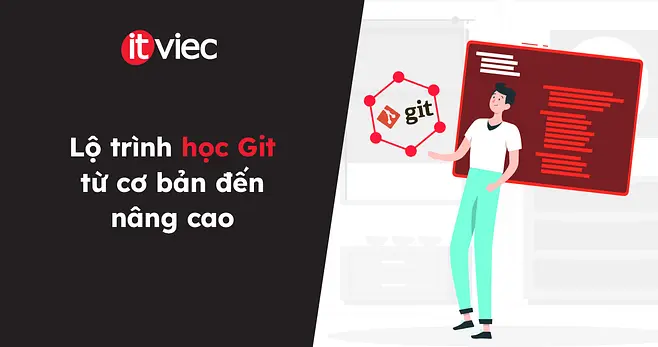 itviec
Lộ trình học Git
từ cơ bản đến
nâng cao
git